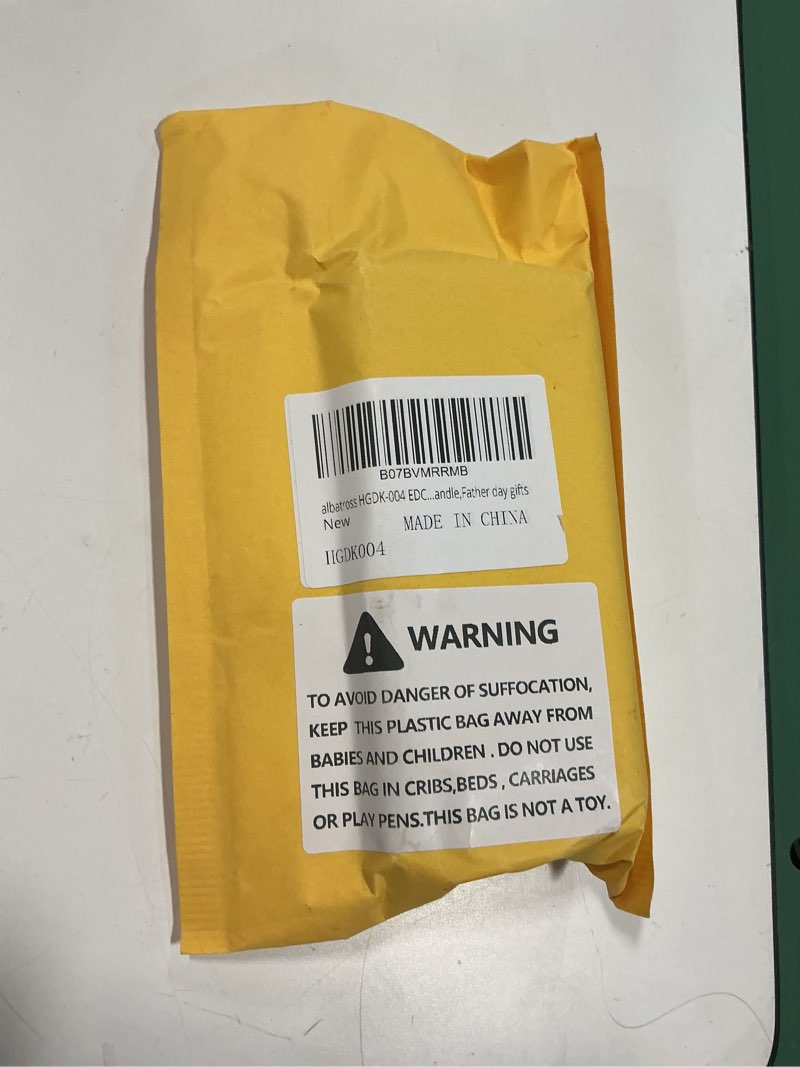 B07BVMRRMB
albatross HGDK-004 EDC...andle,Father day gifts
New
MADE IN CHINA
HGDK004
WARNING
TO AVOID DANGER OF SUFFOCATION,
KEEP THIS PLASTIC BAG AWAY FROM
BABIES AND CHILDREN . DO NOT USE
THIS BAG IN CRIBS,BEDS , CARRIAGES
OR PLAY PENS.THIS BAG IS NOT A TOY.